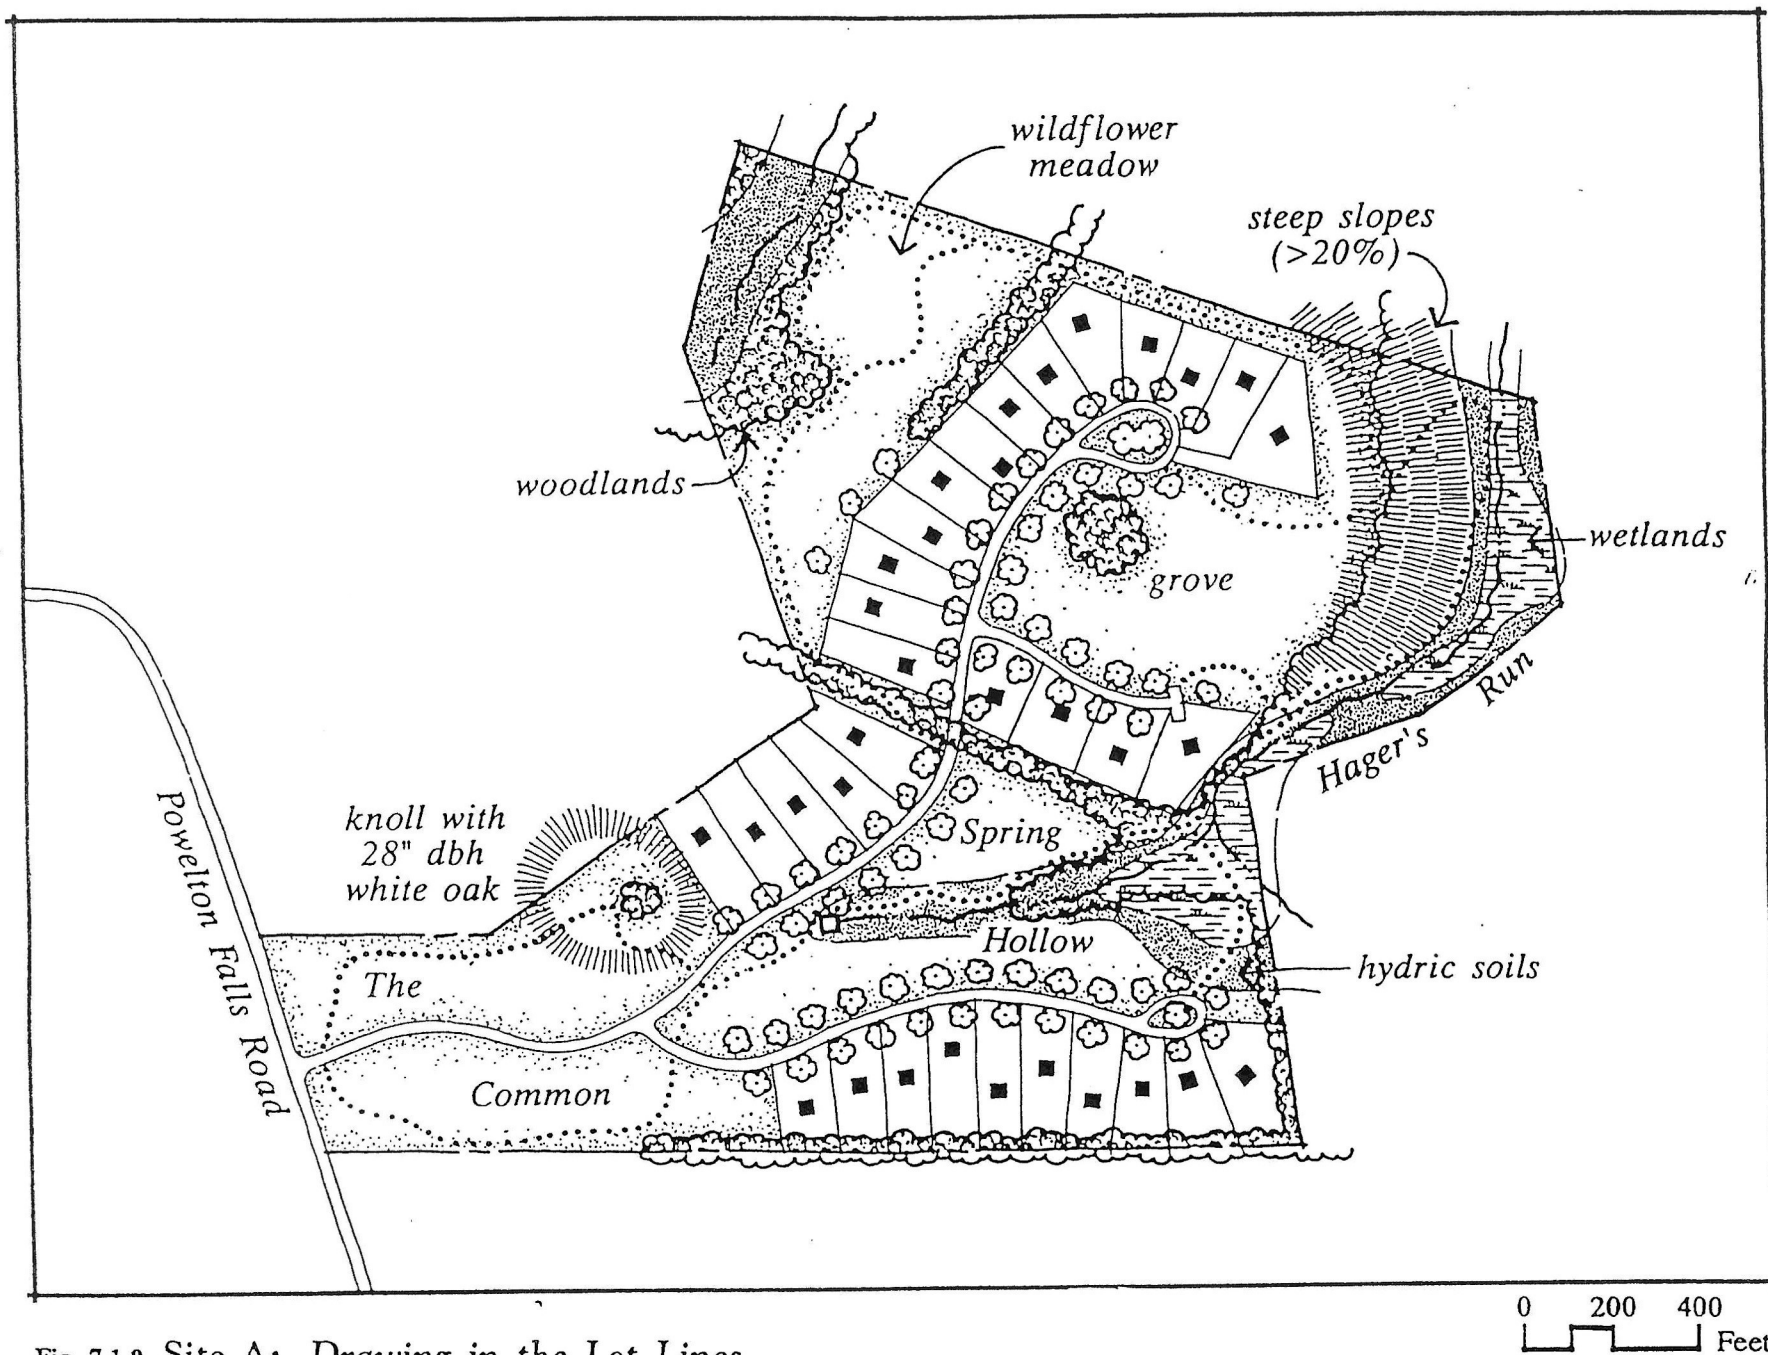 wildflower
meadow
steep slopes
(>20%)
woodlands
wetlands
grove
Hager's Run
knoll with
28" dbh
white oak
Spring
Hollow
hydric soils
The
Common
Powelton Falls Road
0 200 400
Feet
Site A: Drawing in the Lot Lines